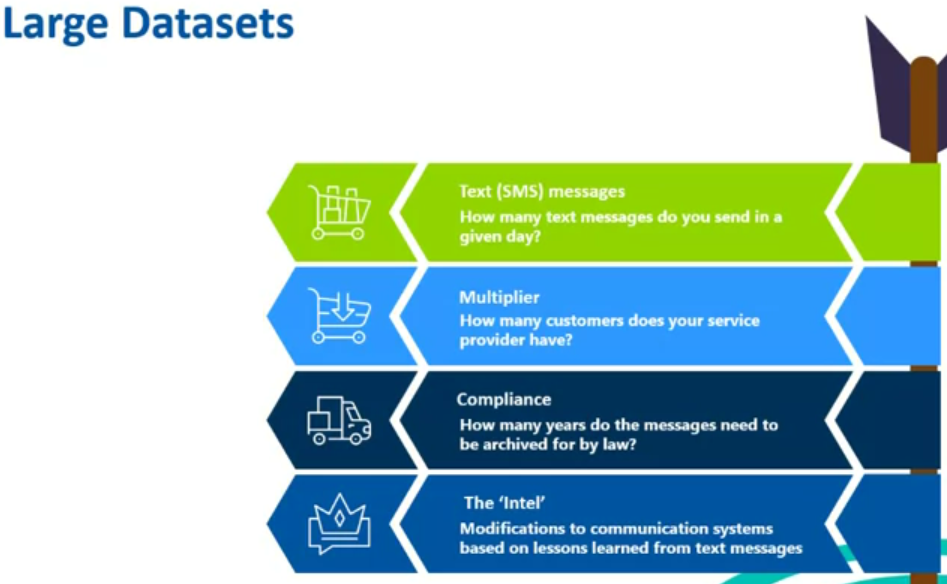 Large Datasets
Text (SMS) messages
How many text messages do you send in a
given day?
Multiplier
How many customers does your service
provider have?
Compliance
How many years do the messages need to
be archived for by law?
The ‘Intel’
Modifications to communication systems
based on lessons learned from text messages